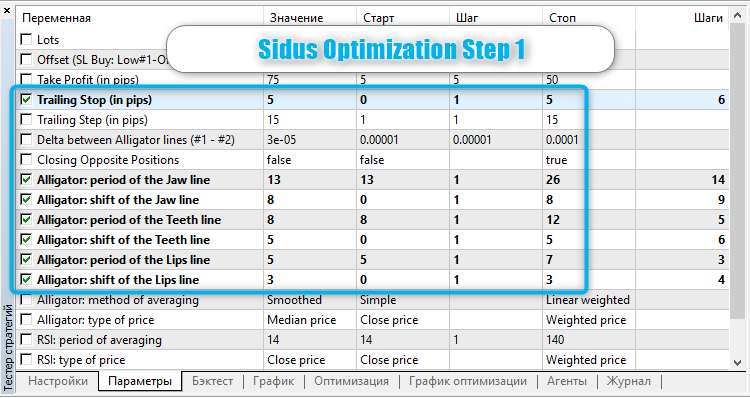 Переменная Значение Старт Шаг Стоп Шаги
Lots
Sidus Optimization Step 1
Offset (SL Buy: Low#1-O
Take Profit (in pips) 75 5 5 50
Trailing Stop (in pips) 5 0 1 5 6
Trailing Step (in pips) 15 1 1 15
Delta between Alligator lines (#1 - #2) 3e-05 0.00001 0.00001 0.0001
Closing Opposite Positions false false true
Alligator: period of the Jaw line 13 13 1 26 14
Alligator: shift of the Jaw line 8 0 1 8 9
Alligator: period of the Teeth line 8 8 1 12 5
Alligator: shift of the Teeth line 5 0 1 5 6
Alligator: period of the Lips line 5 5 1 7 3
Alligator: shift of the Lips line 3 0 1 3 4
Alligator: method of averaging Smoothed Simple Linear weighted
Alligator: type of price Median price Close price Weighted price
RSI: period of averaging 14 14 1 140
RSI: type of price Close price Close price Weighted price
Настройки Параметры Бэктест График Оптимизация График оптимизации Агенты Журнал
Тестер стратегий